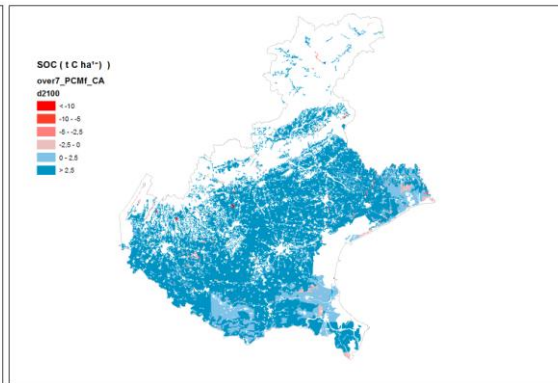 SOC ( t C ha⁻¹ )
over7_PCMf_CA
d2100
< -10
-10 - -5
-5 - -2,5
-2,5 - 0
0 - 2,5
> 2,5